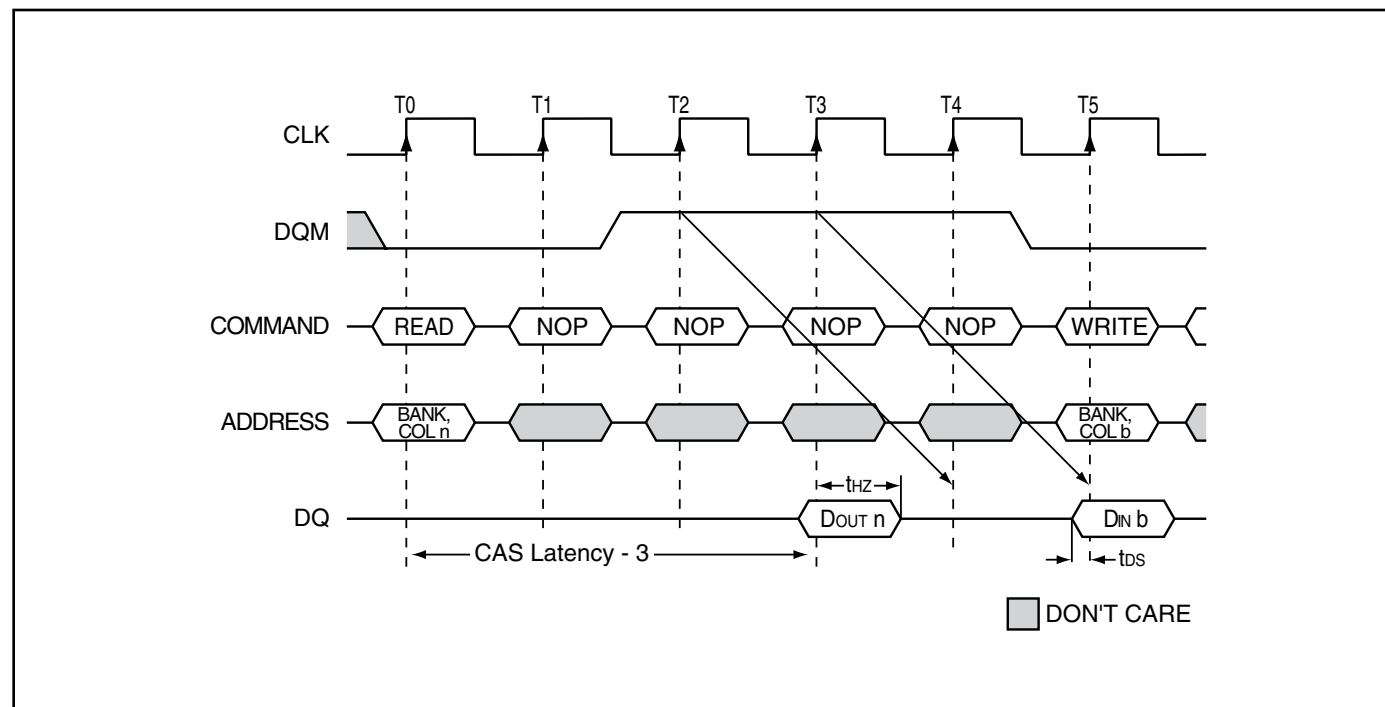 T0 T1 T2 T3 T4 T5
CLK
DQM
COMMAND READ NOP NOP NOP NOP WRITE
ADDRESS BANK, COL n BANK, COL b
tHZ
DQ DOUT n DIN b
CAS Latency - 3 tDS
DON'T CARE